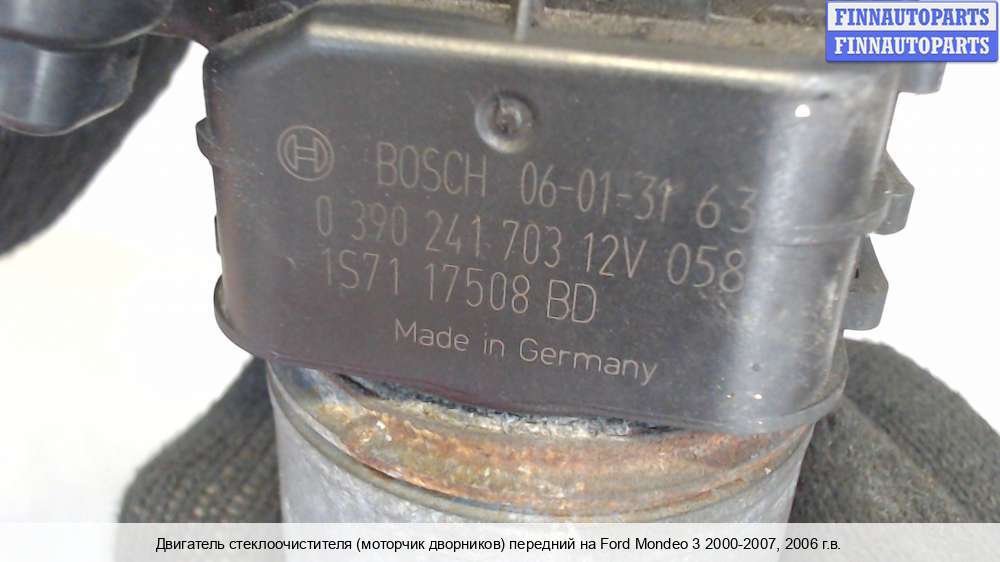 FINNAUTOPARTS
FINNAUTOPARTS
BOSCH 06-01-31 63
0 390 241 703 12V 058
1S71 17508 BD
Made in Germany
Двигатель стеклоочистителя (моторчик дворников) передний на Ford Mondeo 3 2000-2007, 2006 г.в.